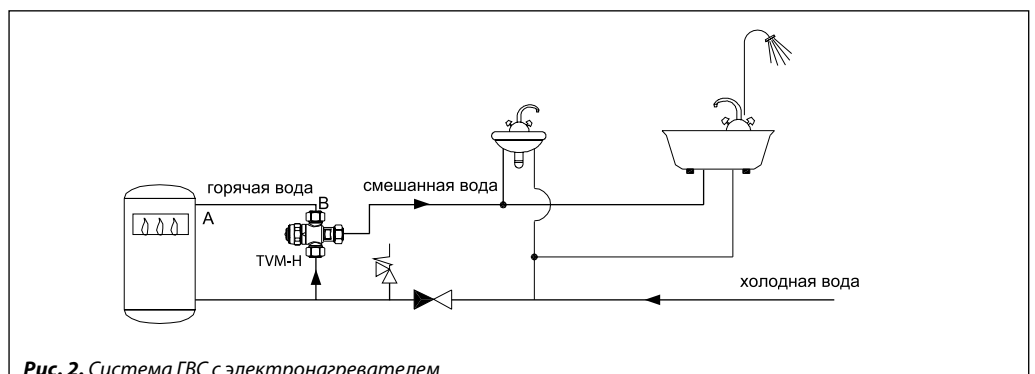 горячая вода
B
смешанная вода
A
TVM-H
холодная вода
Рис. 2. Система ГВС с электронагревателем